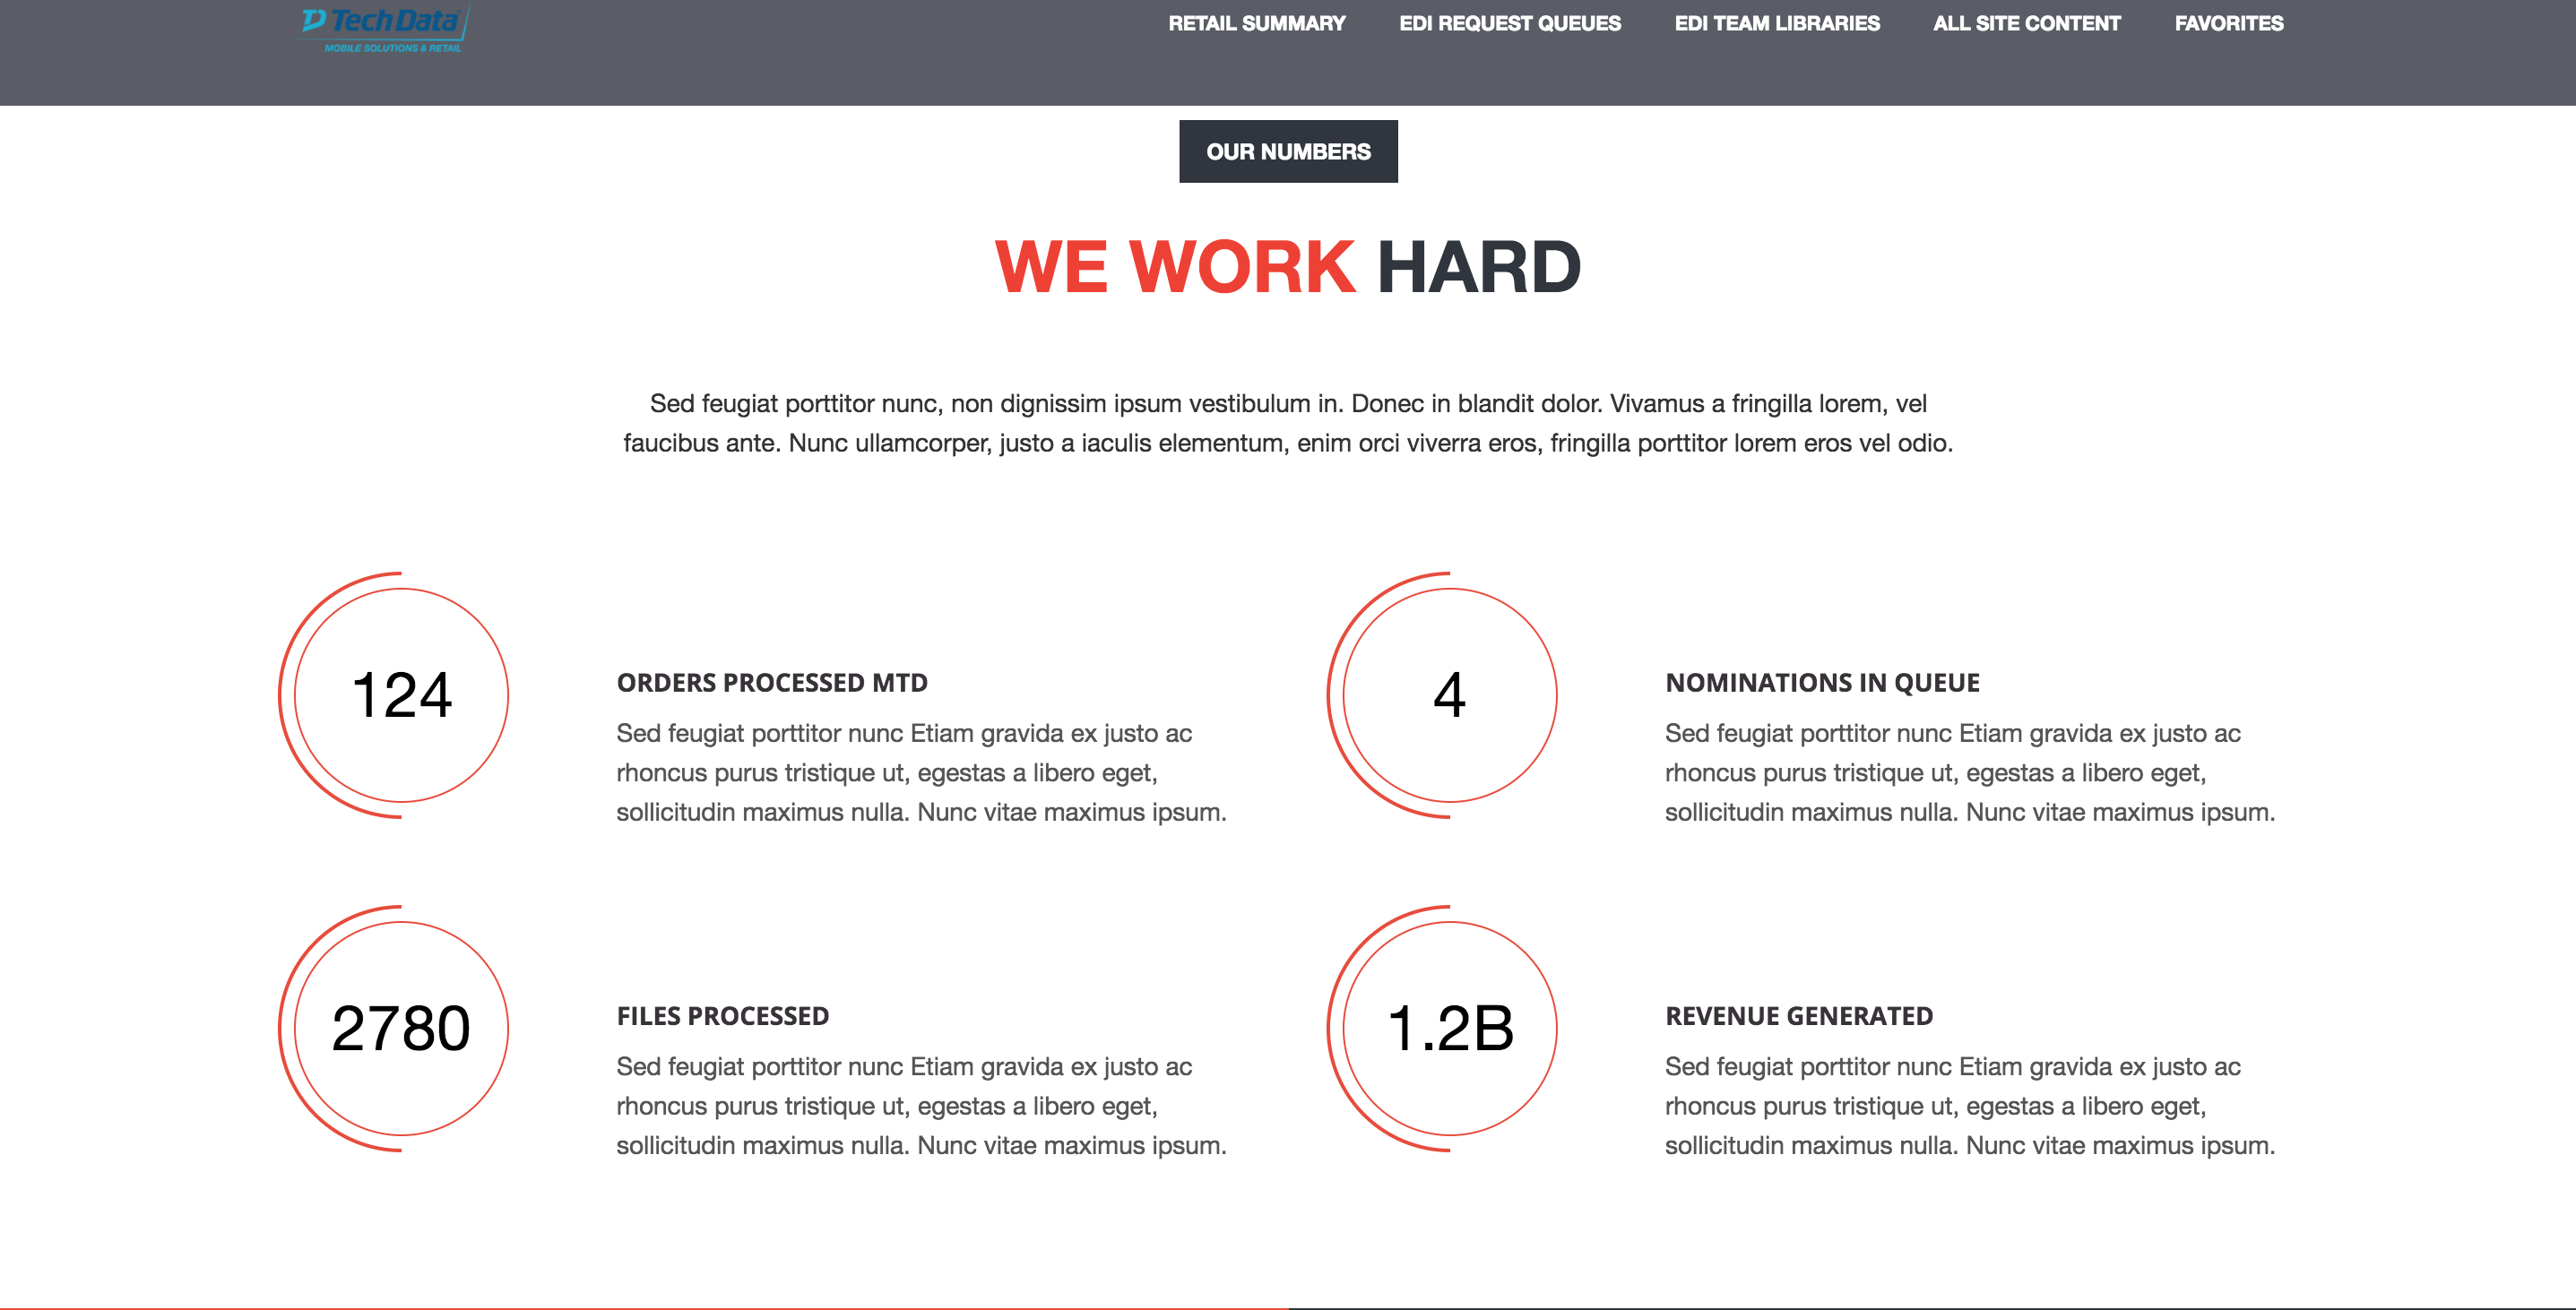 Tech Data
MOBILE SOLUTIONS & RETAIL
RETAIL SUMMARY
EDI REQUEST QUEUES
EDI TEAM LIBRARIES
ALL SITE CONTENT
FAVORITES
OUR NUMBERS
WE WORK HARD
Sed feugiat porttitor nunc, non dignissim ipsum vestibulum in. Donec in blandit dolor. Vivamus a fringilla lorem, vel
faucibus ante. Nunc ullamcorper, justo a iaculis elementum, enim orci viverra eros, fringilla porttitor lorem eros vel odio.
124
ORDERS PROCESSED MTD
Sed feugiat porttitor nunc Etiam gravida ex justo ac
rhoncus purus tristique ut, egestas a libero eget,
sollicitudin maximus nulla. Nunc vitae maximus ipsum.
4
NOMINATIONS IN QUEUE
Sed feugiat porttitor nunc Etiam gravida ex justo ac
rhoncus purus tristique ut, egestas a libero eget,
sollicitudin maximus nulla. Nunc vitae maximus ipsum.
2780
FILES PROCESSED
Sed feugiat porttitor nunc Etiam gravida ex justo ac
rhoncus purus tristique ut, egestas a libero eget,
sollicitudin maximus nulla. Nunc vitae maximus ipsum.
1.2B
REVENUE GENERATED
Sed feugiat porttitor nunc Etiam gravida ex justo ac
rhoncus purus tristique ut, egestas a libero eget,
sollicitudin maximus nulla. Nunc vitae maximus ipsum.